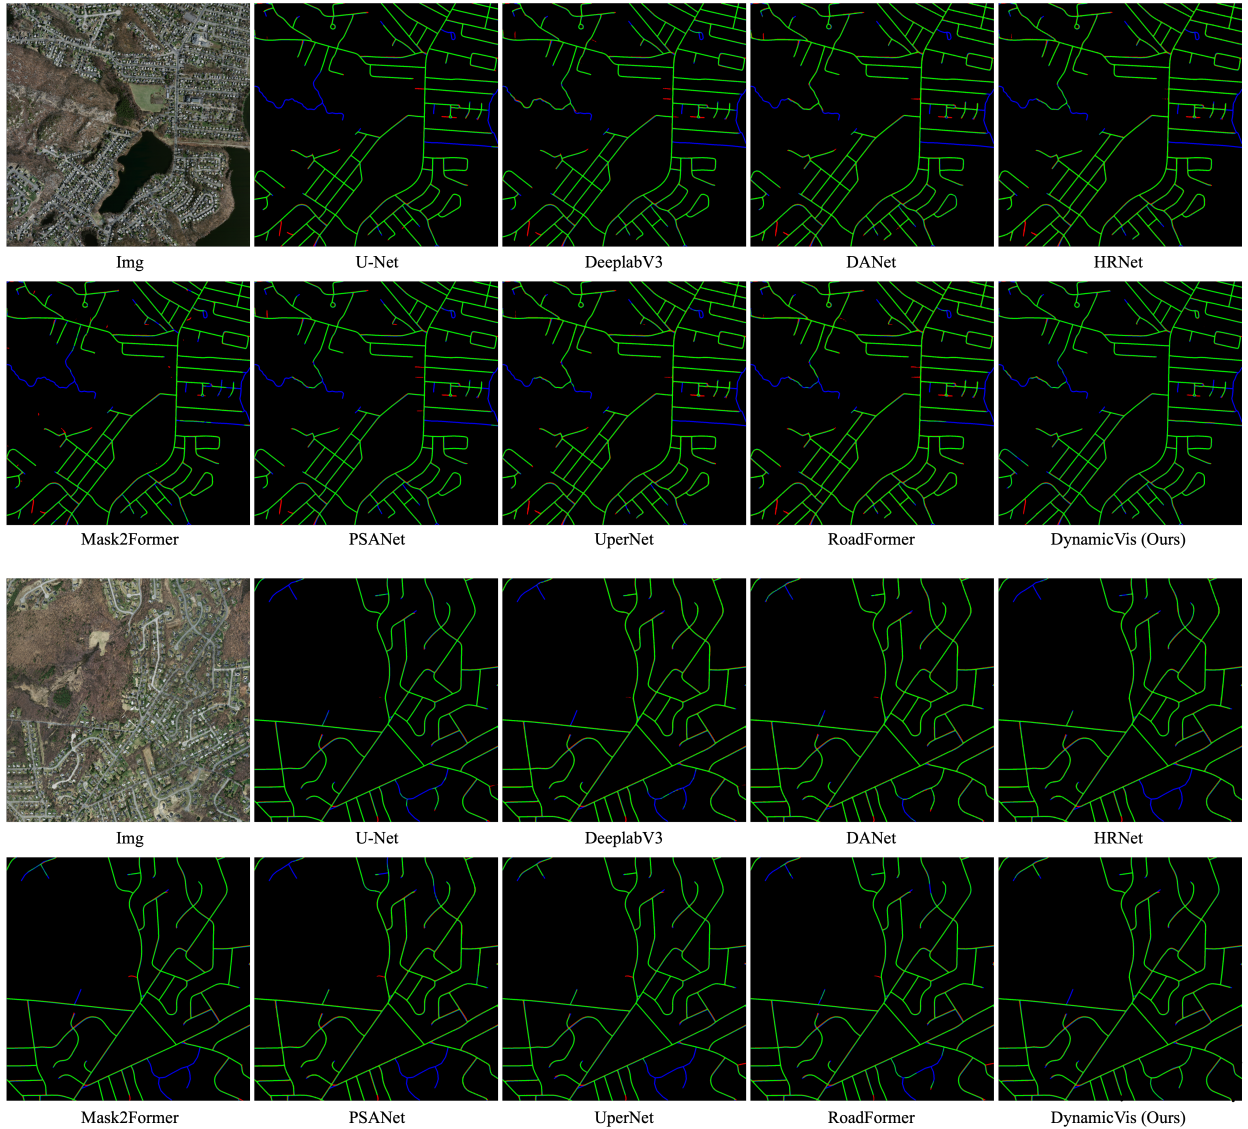 Img U-Net DeeplabV3 DANet HRNet
Mask2Former PSANet UperNet RoadFormer DynamicVis (Ours)
Img U-Net DeeplabV3 DANet HRNet
Mask2Former PSANet UperNet RoadFormer DynamicVis (Ours)